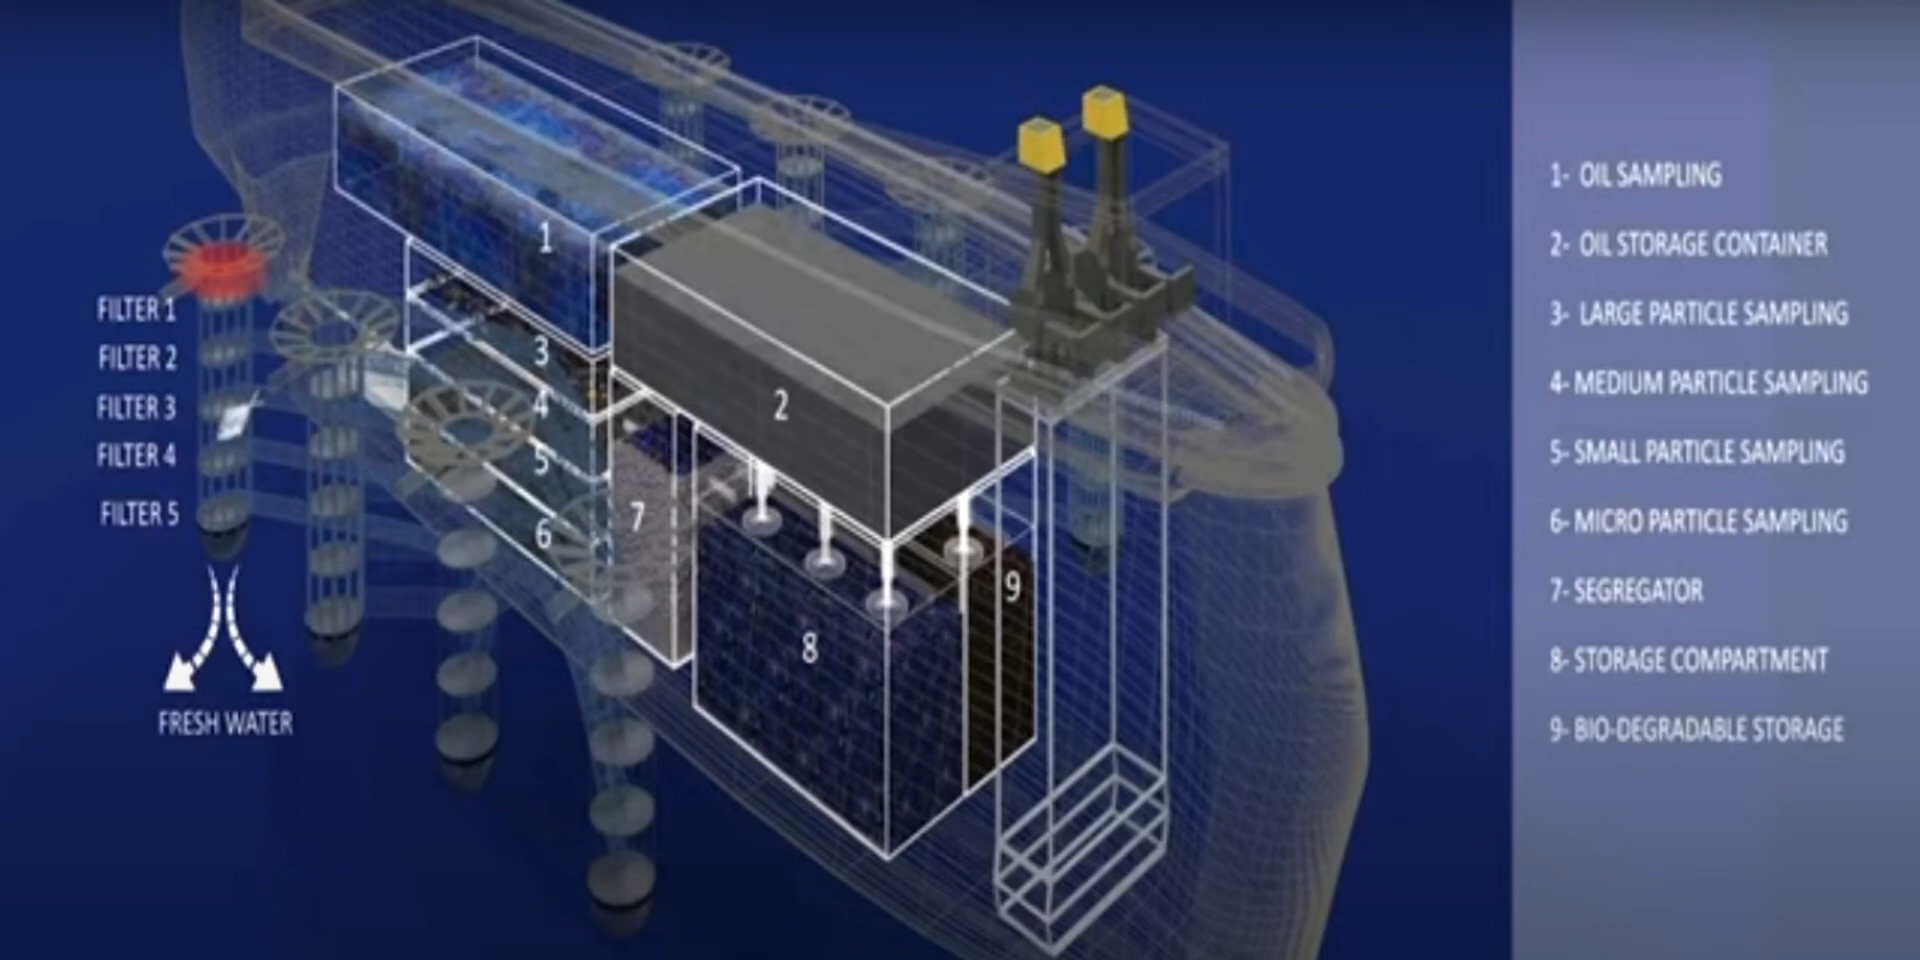 FILTER 1
FILTER 2
FILTER 3
FILTER 4
FILTER 5
FRESH WATER
1
2
3
4
5
6
7
8
9
1- OIL SAMPLING
2- OIL STORAGE CONTAINER
3- LARGE PARTICLE SAMPLING
4- MEDIUM PARTICLE SAMPLING
5- SMALL PARTICLE SAMPLING
6- MICRO PARTICLE SAMPLING
7- SEGREGATOR
8- STORAGE COMPARTMENT
9- BIO-DEGRADABLE STORAGE